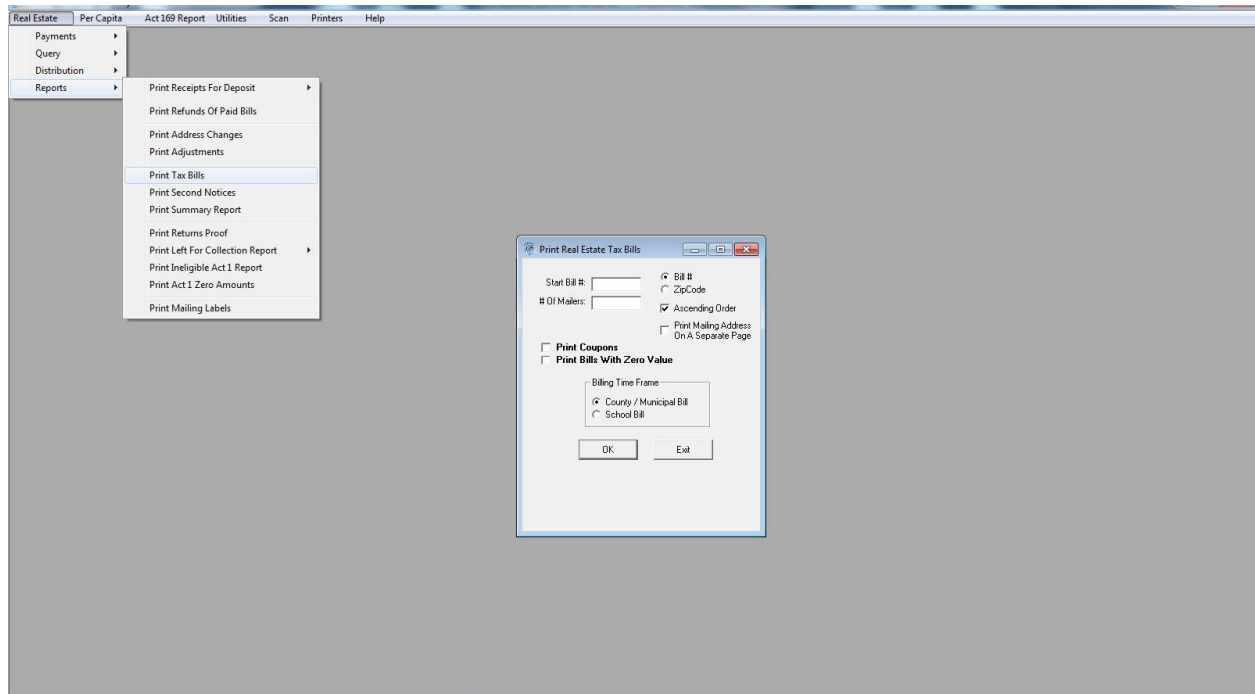 Real Estate Per Capita Act 169 Report Utilities Scan Printers Help
Payments
Query
Distribution
Reports
Print Receipts For Deposit
Print Refunds Of Paid Bills
Print Address Changes
Print Adjustments
Print Tax Bills
Print Second Notices
Print Summary Report
Print Returns Proof
Print Left For Collection Report
Print Ineligible Act 1 Report
Print Act 1 Zero Amounts
Print Mailing Labels
Print Real Estate Tax Bills
Start Bill #:
# Of Mailers:
Bill #
ZipCode
Ascending Order
Print Mailing Address
On A Separate Page
Print Coupons
Print Bills With Zero Value
Billing Time Frame
County / Municipal Bill
School Bill
OK Exit